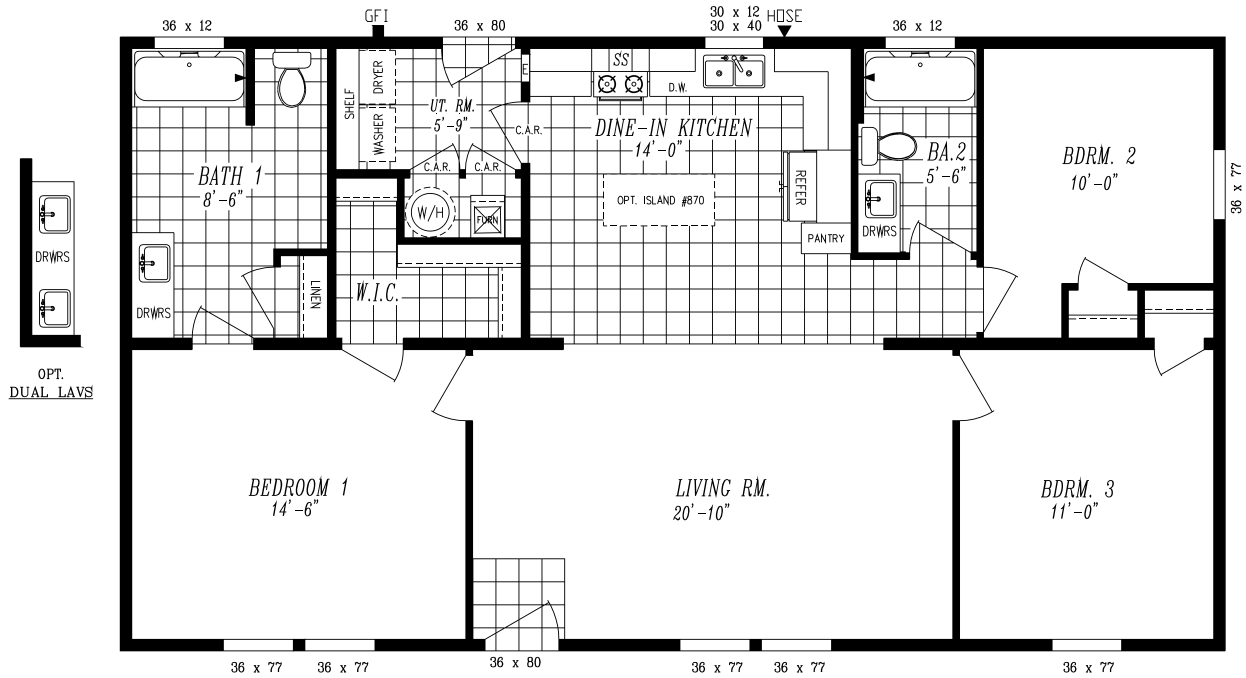 GFI
30 x 12
HOSE
36 x 12
36 x 80
30 x 40
36 x 12
SS
E
D.W.
DRYER
SHELF
WASHER
UT. RM.
5'-9"
C.A.R.
C.A.R.
C.A.R.
DINE-IN KITCHEN
14'-0"
BA.2
5'-6"
BDRM. 2
10'-0"
36 x 77
BATH 1
8'-6"
REFER
OPT. ISLAND #870
W/H
FURN
PANTRY
DRWRS
DRWRS
DRWRS
LINEN
W.I.C.
OPT.
DUAL LAVS
BEDROOM 1
14'-6"
LIVING RM.
20'-10"
BDRM. 3
11'-0"
36 x 77
36 x 77
36 x 80
36 x 77
36 x 77
36 x 77